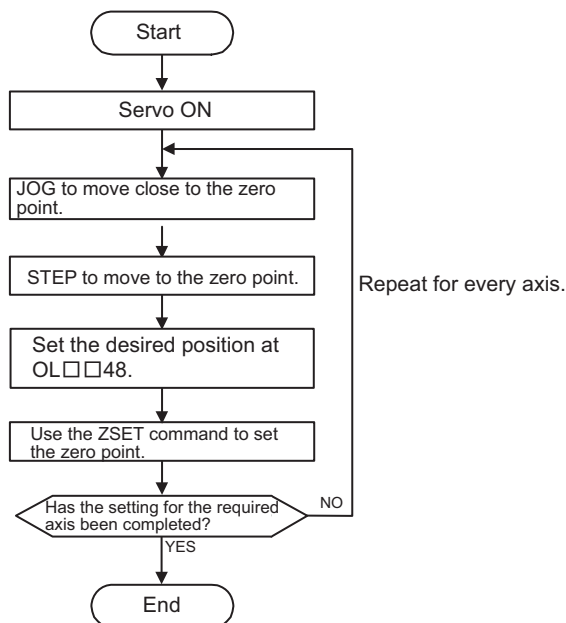 Start
Servo ON
JOG to move close to the zero
point.
STEP to move to the zero point.
Repeat for every axis.
Set the desired position at
OL□□48.
Use the ZSET command to set
the zero point.
Has the setting for the required
axis been completed?
NO
YES
End